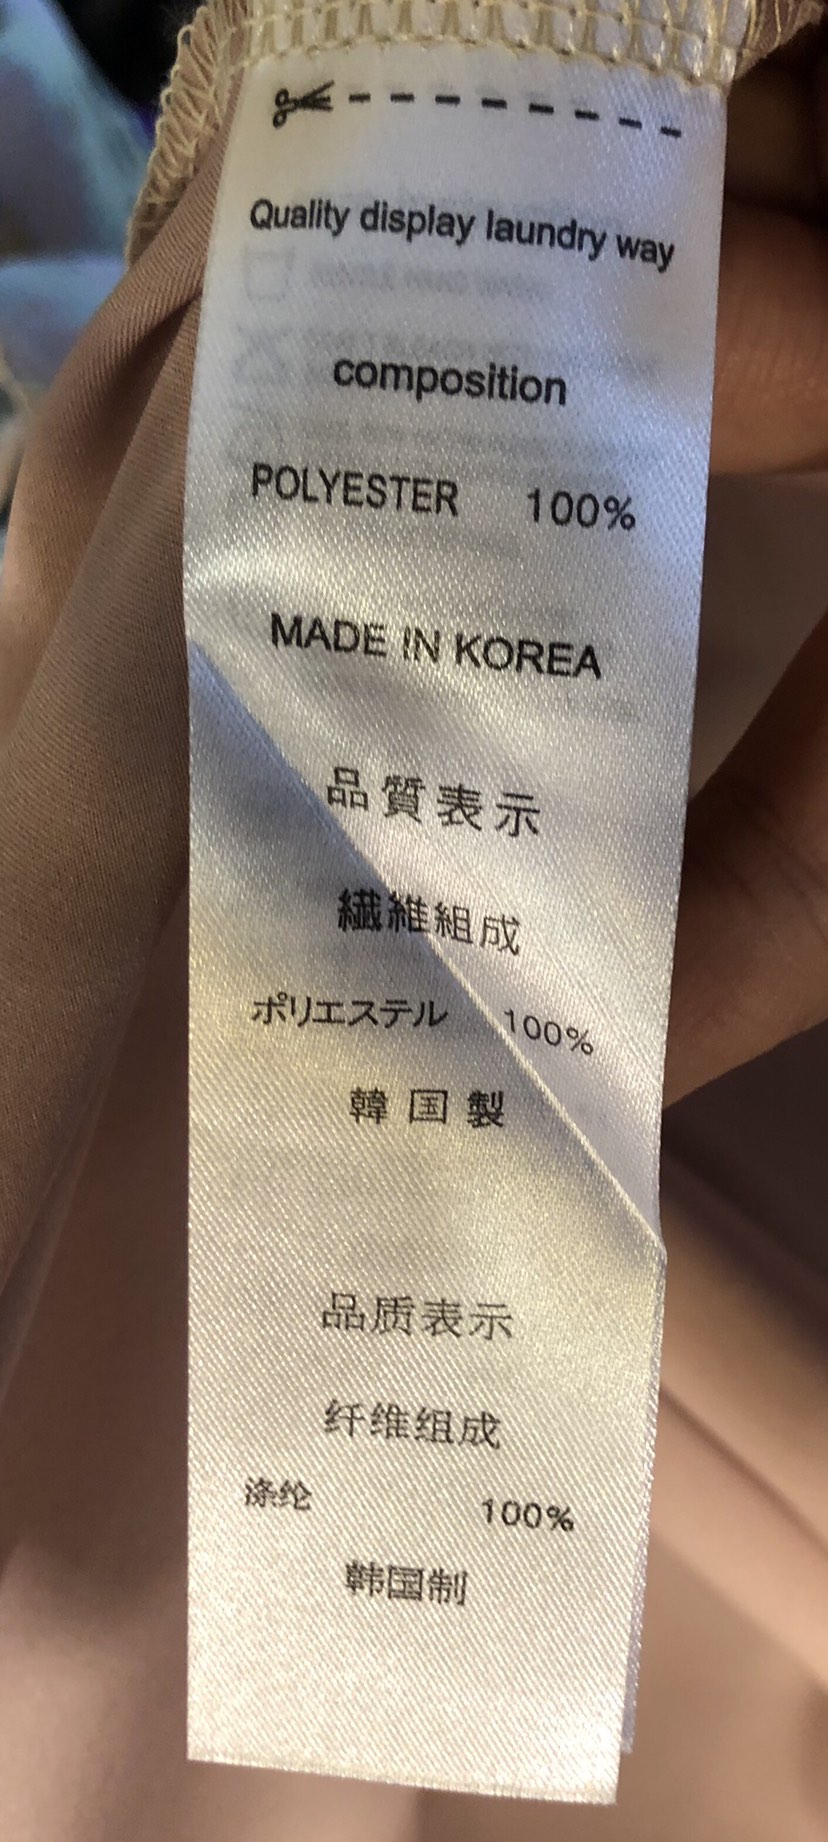 Quality display laundry way
composition
POLYESTER 100%
MADE IN KOREA
品質表示
繊維組成
ポリエステル 100%
韓国製
品质表示
纤维组成
涤纶 100%
韩国制